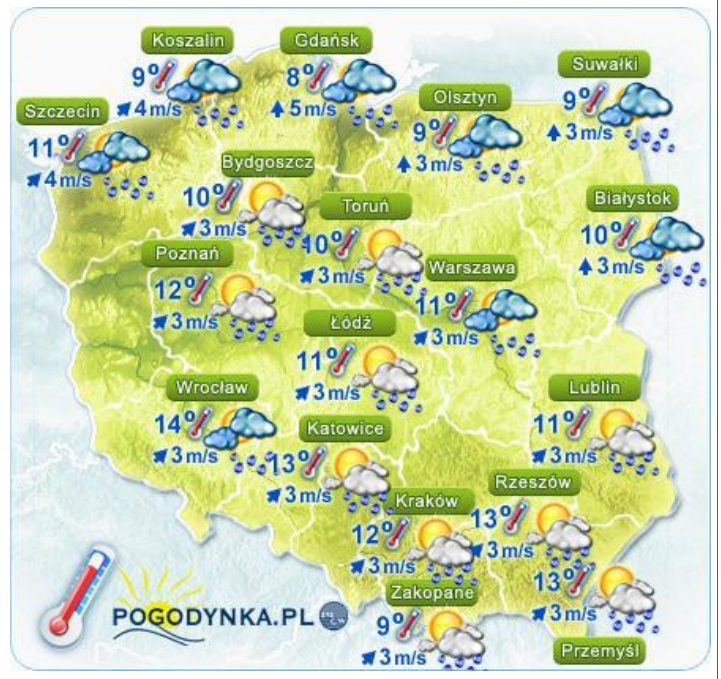 Koszalin
9°
4 m/s
Gdańsk
8°
5 m/s
Suwałki
9°
3 m/s
Szczecin
11°
4 m/s
Olsztyn
9°
3 m/s
Bydgoszcz
10°
3 m/s
Toruń
10°
3 m/s
Białystok
10°
3 m/s
Poznań
12°
3 m/s
Warszawa
11°
3 m/s
Łódź
11°
3 m/s
Wrocław
14°
3 m/s
Lublin
11°
3 m/s
Katowice
13°
3 m/s
Kraków
12°
3 m/s
Rzeszów
13°
3 m/s
Zakopane
9°
3 m/s
13°
3 m/s
Przemyśl
POGODYNKA.PL